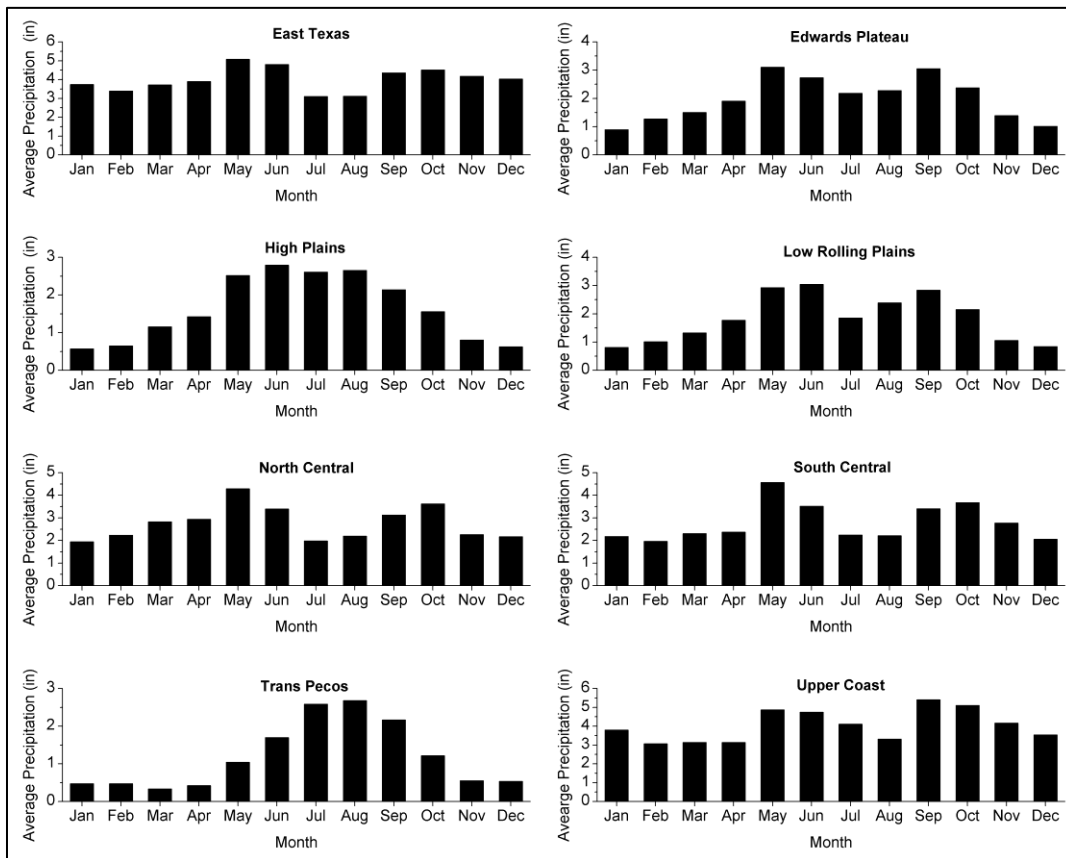 East Texas
Average Precipitation (in)
6
5
4
3
2
1
0
Jan Feb Mar Apr May Jun Jul Aug Sep Oct Nov Dec
Month
Edwards Plateau
Average Precipitation (in)
4
3
2
1
0
Jan Feb Mar Apr May Jun Jul Aug Sep Oct Nov Dec
Month
High Plains
Average Precipitation (in)
3
2
1
0
Jan Feb Mar Apr May Jun Jul Aug Sep Oct Nov Dec
Month
Low Rolling Plains
Average Precipitation (in)
4
3
2
1
0
Jan Feb Mar Apr May Jun Jul Aug Sep Oct Nov Dec
Month
North Central
Average Precipitation (in)
5
4
3
2
1
0
Jan Feb Mar Apr May Jun Jul Aug Sep Oct Nov Dec
Month
South Central
Average Precipitation (in)
5
4
3
2
1
0
Jan Feb Mar Apr May Jun Jul Aug Sep Oct Nov Dec
Month
Trans Pecos
Average Precipitation (in)
3
2
1
0
Jan Feb Mar Apr May Jun Jul Aug Sep Oct Nov Dec
Month
Upper Coast
Avearge Precipitation (in)
6
5
4
3
2
1
0
Jan Feb Mar Apr May Jun Jul Aug Sep Oct Nov Dec
Month